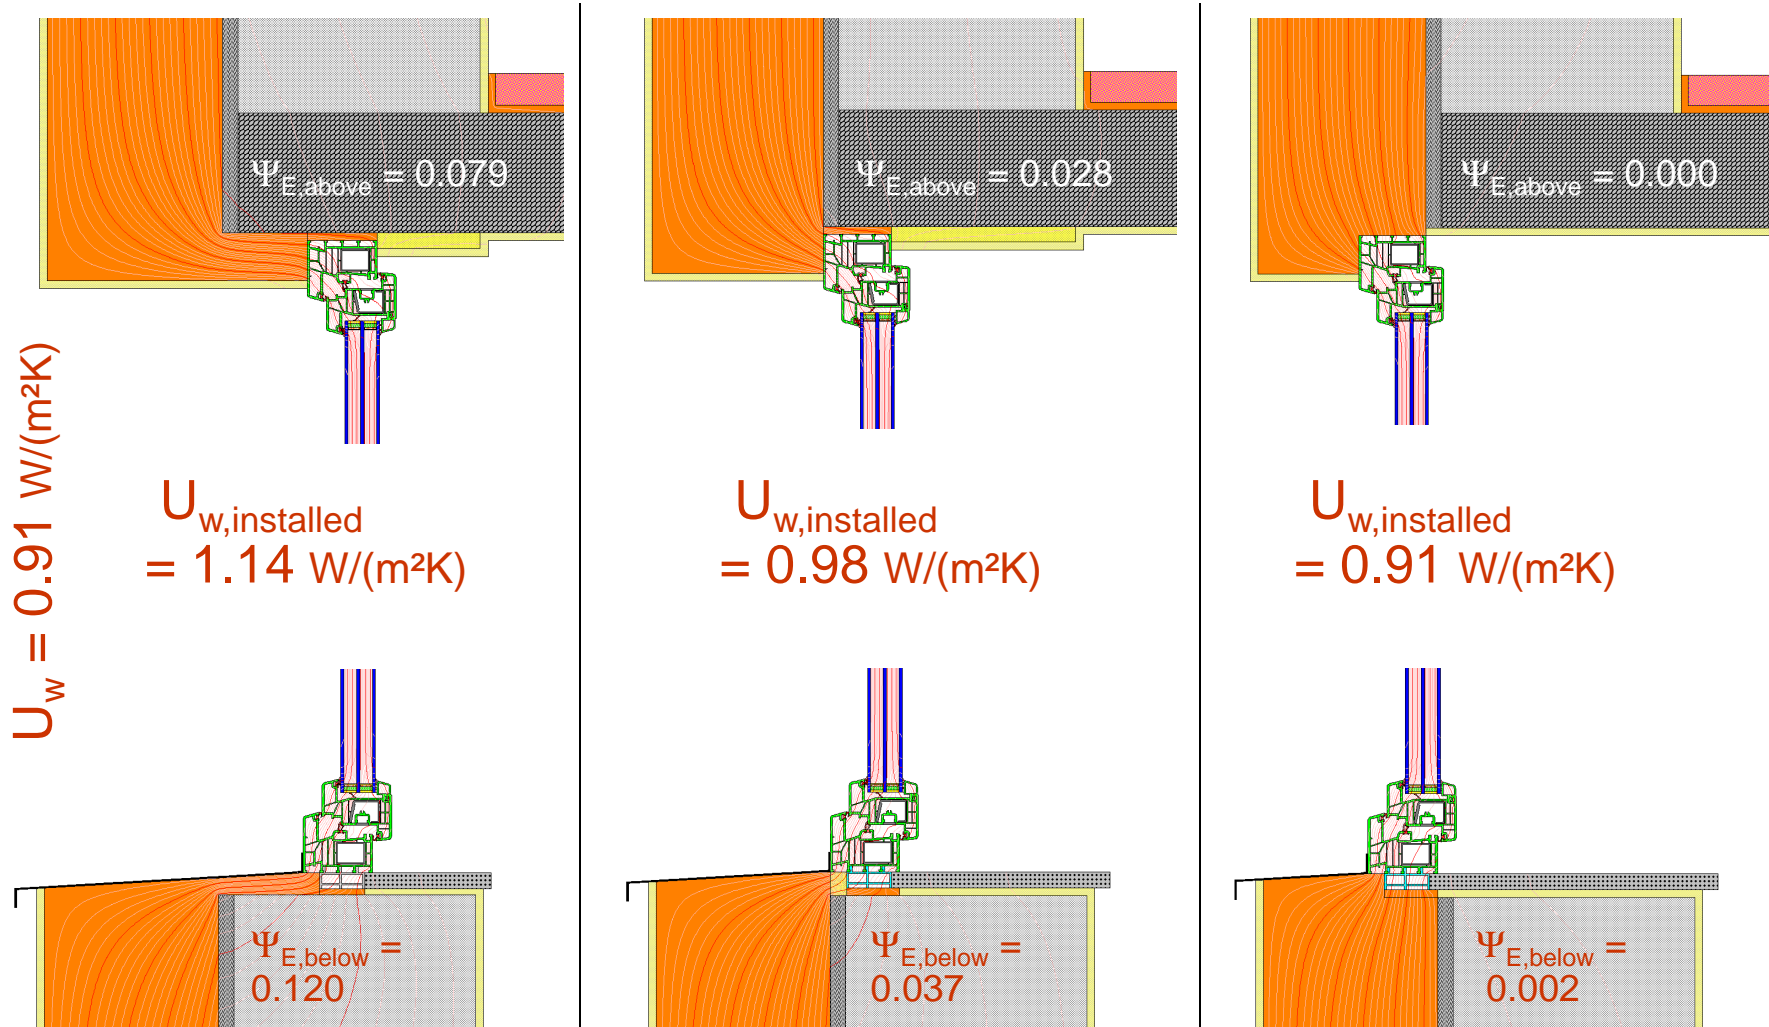 ΨE,above = 0.079
ΨE,above = 0.028
ΨE,above = 0.000
Uw = 0.91 W/(m²K)
Uw,installed
= 1.14 W/(m²K)
Uw,installed
= 0.98 W/(m²K)
Uw,installed
= 0.91 W/(m²K)
ΨE,below =
0.120
ΨE,below =
0.037
ΨE,below =
0.002